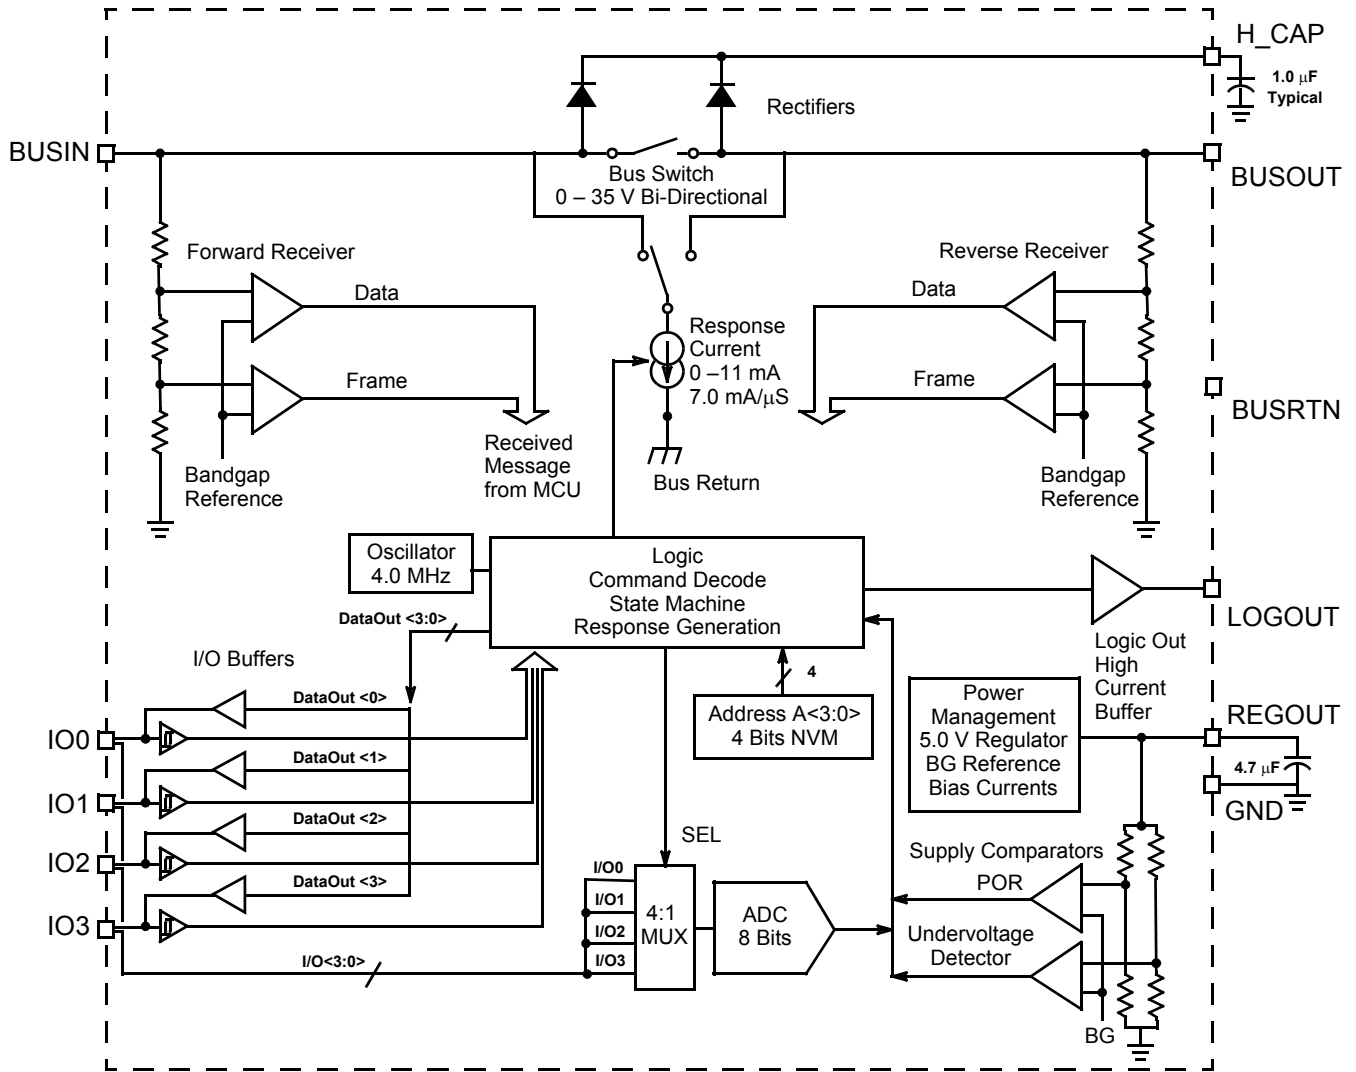 H_CAP
1.0 µF
Typical
Rectifiers
BUSIN
BUSOUT
Bus Switch
0 – 35 V Bi-Directional
Forward Receiver
Data
Frame
Bandgap
Reference
Received
Message
from MCU
Response
Current
0 –11 mA
7.0 mA/µS
Bus Return
Reverse Receiver
Data
Frame
Bandgap
Reference
BUSRTN
Oscillator
4.0 MHz
Logic
Command Decode
State Machine
Response Generation
LOGOUT
Logic Out
High
Current
Buffer
DataOut <3:0>
I/O Buffers
DataOut <0>
IO0
DataOut <1>
IO1
DataOut <2>
IO2
DataOut <3>
IO3
I/O<3:0>
4
Address A<3:0>
4 Bits NVM
Power
Management
5.0 V Regulator
BG Reference
Bias Currents
REGOUT
4.7 µF
GND
SEL
I/O0
I/O1
I/O2
I/O3
4:1
MUX
ADC
8 Bits
Supply Comparators
POR
Undervoltage
Detector
BG